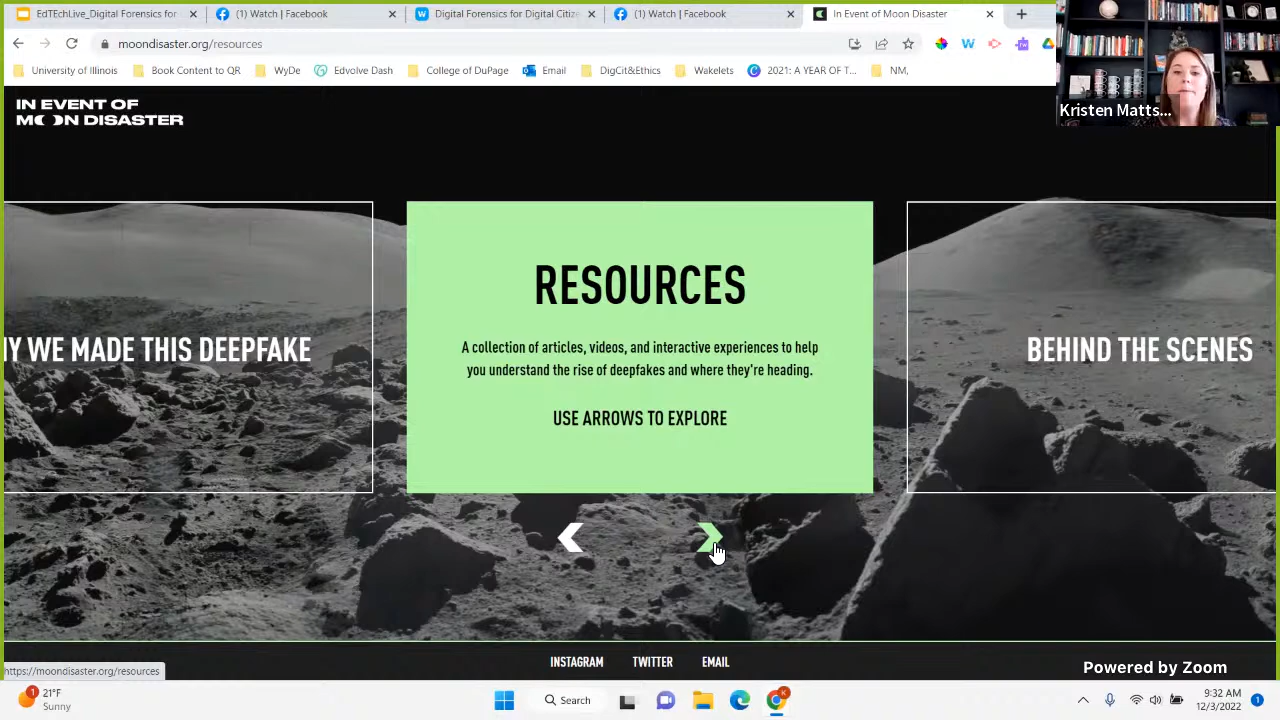 EdTEchLive_Digital Forensics for
(1) Watch | Facebook
Digital Forensics for Digital Citize
(1) Watch | Facebook
In Event of Moon Disaster
moondisaster.org/resources
University of Illinois
Book Content to QR
WyDe
Edvolve Dash
College of DuPage
Email
DigCit&Ethics
Wakelets
2021: A YEAR OF T...
NM,
Kristen Matts...
IN EVENT OF
MOON DISASTER
Y WE MADE THIS DEEPFAKE
RESOURCES
A collection of articles, videos, and interactive experiences to help
you understand the rise of deepfakes and where they're heading.
USE ARROWS TO EXPLORE
BEHIND THE SCENES
INSTAGRAM
TWITTER
EMAIL
https://moondisaster.org/resources
Powered by Zoom
1
21°F
Sunny
Search
K
9:32 AM
12/3/2022
1